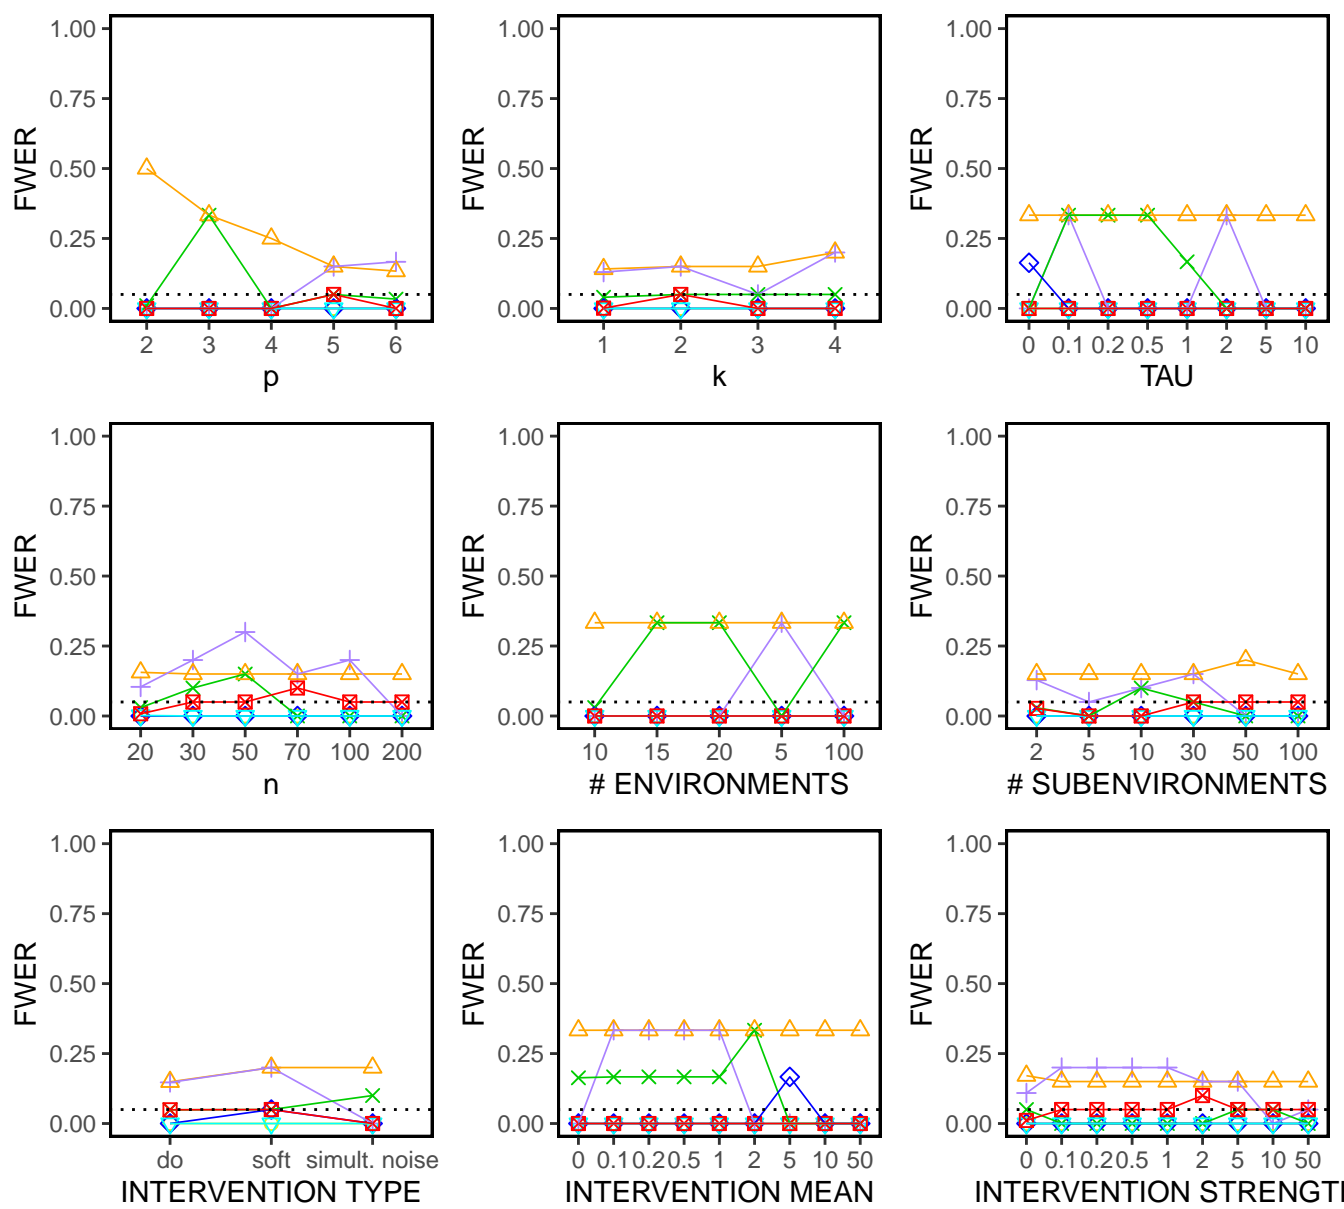 1.00
0.75
0.50
0.25
0.00
FWER
2 3 4 5 6
p
1.00
0.75
0.50
0.25
0.00
FWER
1 2 3 4
k
1.00
0.75
0.50
0.25
0.00
FWER
0 0.1 0.2 0.5 1 2 5 10
TAU
1.00
0.75
0.50
0.25
0.00
FWER
20 30 50 70 100 200
n
1.00
0.75
0.50
0.25
0.00
FWER
10 15 20 5 100
# ENVIRONMENTS
1.00
0.75
0.50
0.25
0.00
FWER
2 5 10 30 50 100
# SUBENVIRONMENTS
1.00
0.75
0.50
0.25
0.00
FWER
do soft simult. noise
INTERVENTION TYPE
1.00
0.75
0.50
0.25
0.00
FWER
0 0.1 0.2 0.5 1 2 5 10 50
INTERVENTION MEAN
1.00
0.75
0.50
0.25
0.00
FWER
0 0.1 0.2 0.5 1 2 5 10 50
INTERVENTION STRENGT